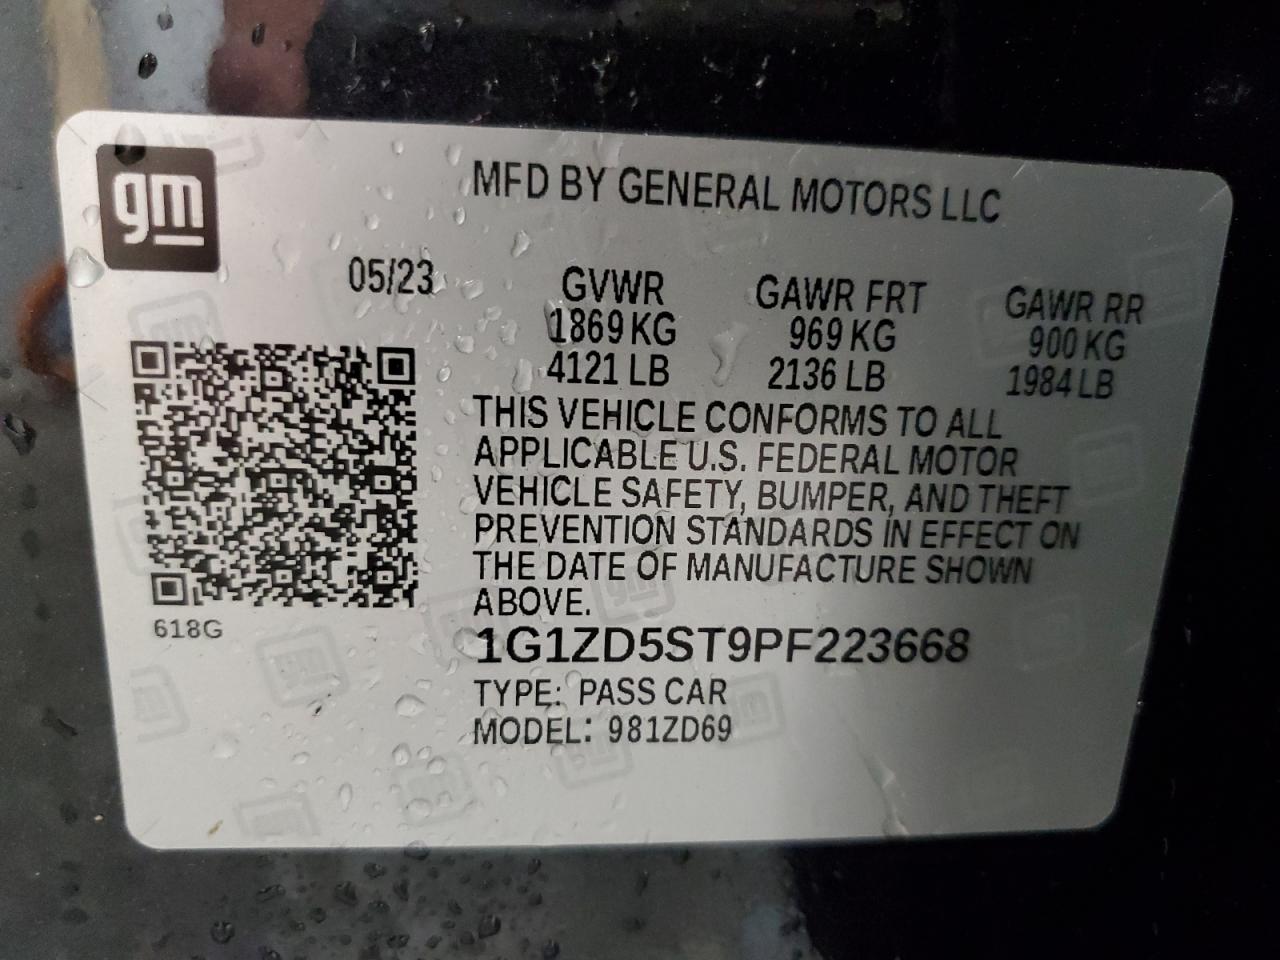 gm
MFD BY GENERAL MOTORS LLC
05/23
GVWR GAWR FRT GAWR RR
1869 KG 969 KG 900 KG
4121 LB 2136 LB 1984 LB
THIS VEHICLE CONFORMS TO ALL
APPLICABLE U.S. FEDERAL MOTOR
VEHICLE SAFETY, BUMPER, AND THEFT
PREVENTION STANDARDS IN EFFECT ON
THE DATE OF MANUFACTURE SHOWN
ABOVE.
618G
1G1ZD5ST9PF223668
TYPE: PASS CAR
MODEL: 981ZD69